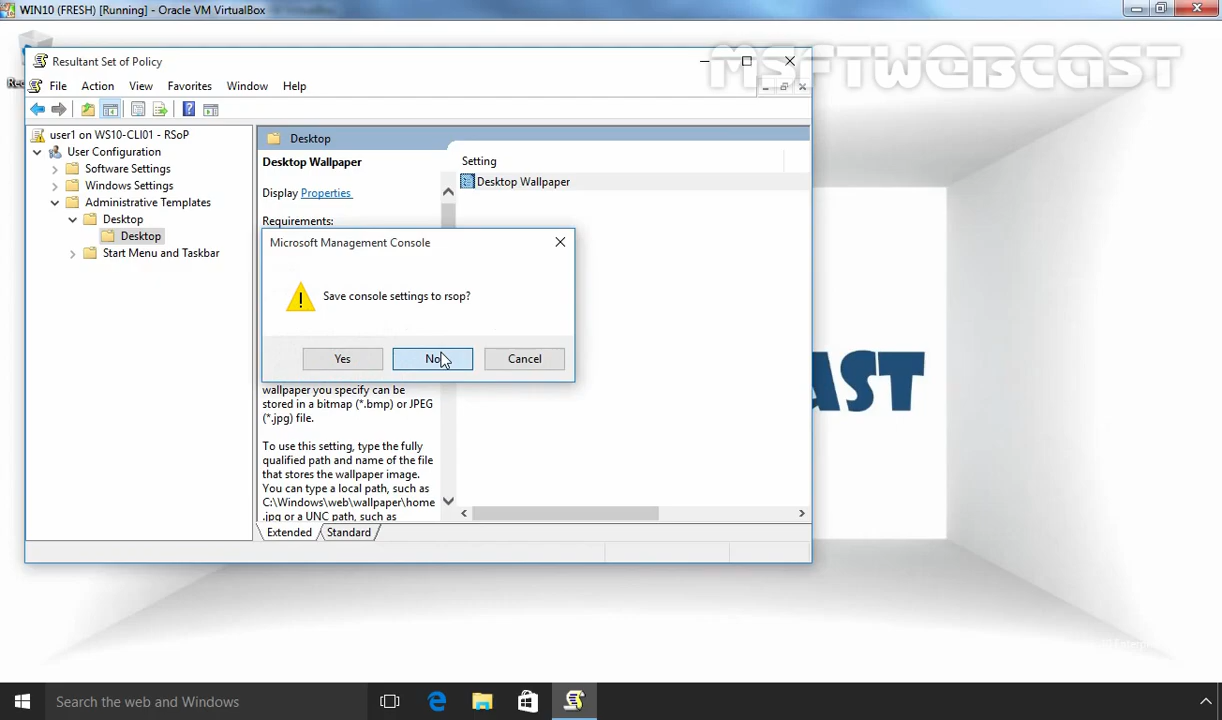 WIN10 (FRESH) [Running] - Oracle VM VirtualBox
MSFTWEBCAST
Resultant Set of Policy
File Action View Favorites Window Help
user1 on WS10-CLI01 - RSoP
User Configuration
Software Settings
Windows Settings
Administrative Templates
Desktop
Desktop
Start Menu and Taskbar
Desktop
Desktop Wallpaper
Display Properties
Requirements:
wallpaper you specify can be
stored in a bitmap (*.bmp) or JPEG
(*.jpg) file.
To use this setting, type the fully
qualified path and name of the file
that stores the wallpaper image.
You can type a local path, such as
C:\Windows\web\wallpaper\home
.jpg or a UNC path, such as
Setting
Desktop Wallpaper
Extended
Standard
Microsoft Management Console
Save console settings to rsop?
Yes
No
Cancel
AST
Search the web and Windows